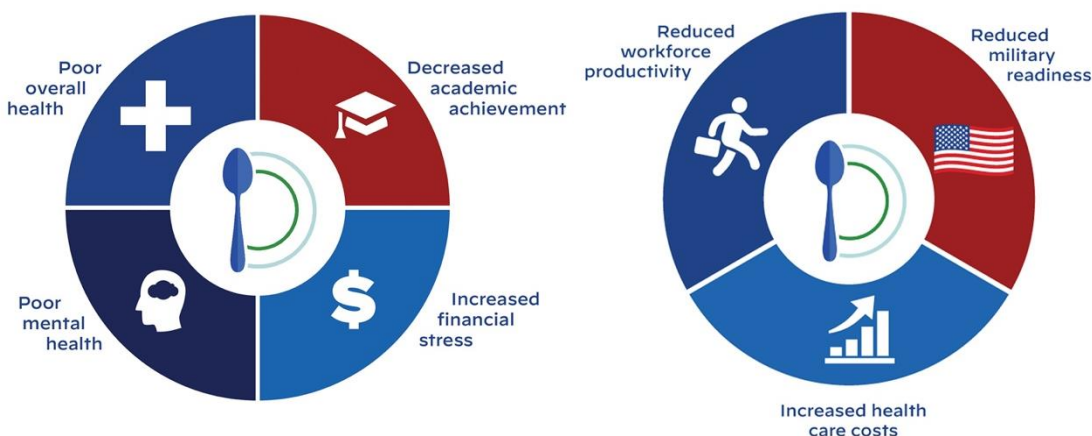 Poor
overall
health
Decreased
academic
achievement
Poor
mental
health
$
Increased
financial
stress
Reduced
workforce
productivity
Reduced
military
readiness
Increased health
care costs